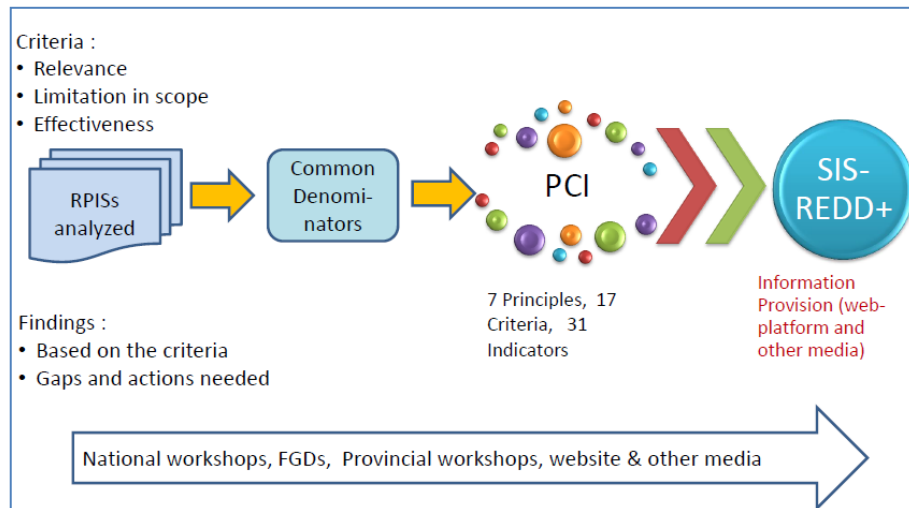 Criteria :
• Relevance
• Limitation in scope
• Effectiveness
RPISs
analyzed
Common
Denomi-
nators
PCI
SIS-
REDD+
7 Principles, 17
Criteria, 31
Indicators
Information
Provision (web-
platform and
other media)
Findings :
• Based on the criteria
• Gaps and actions needed
National workshops, FGDs, Provincial workshops, website & other media